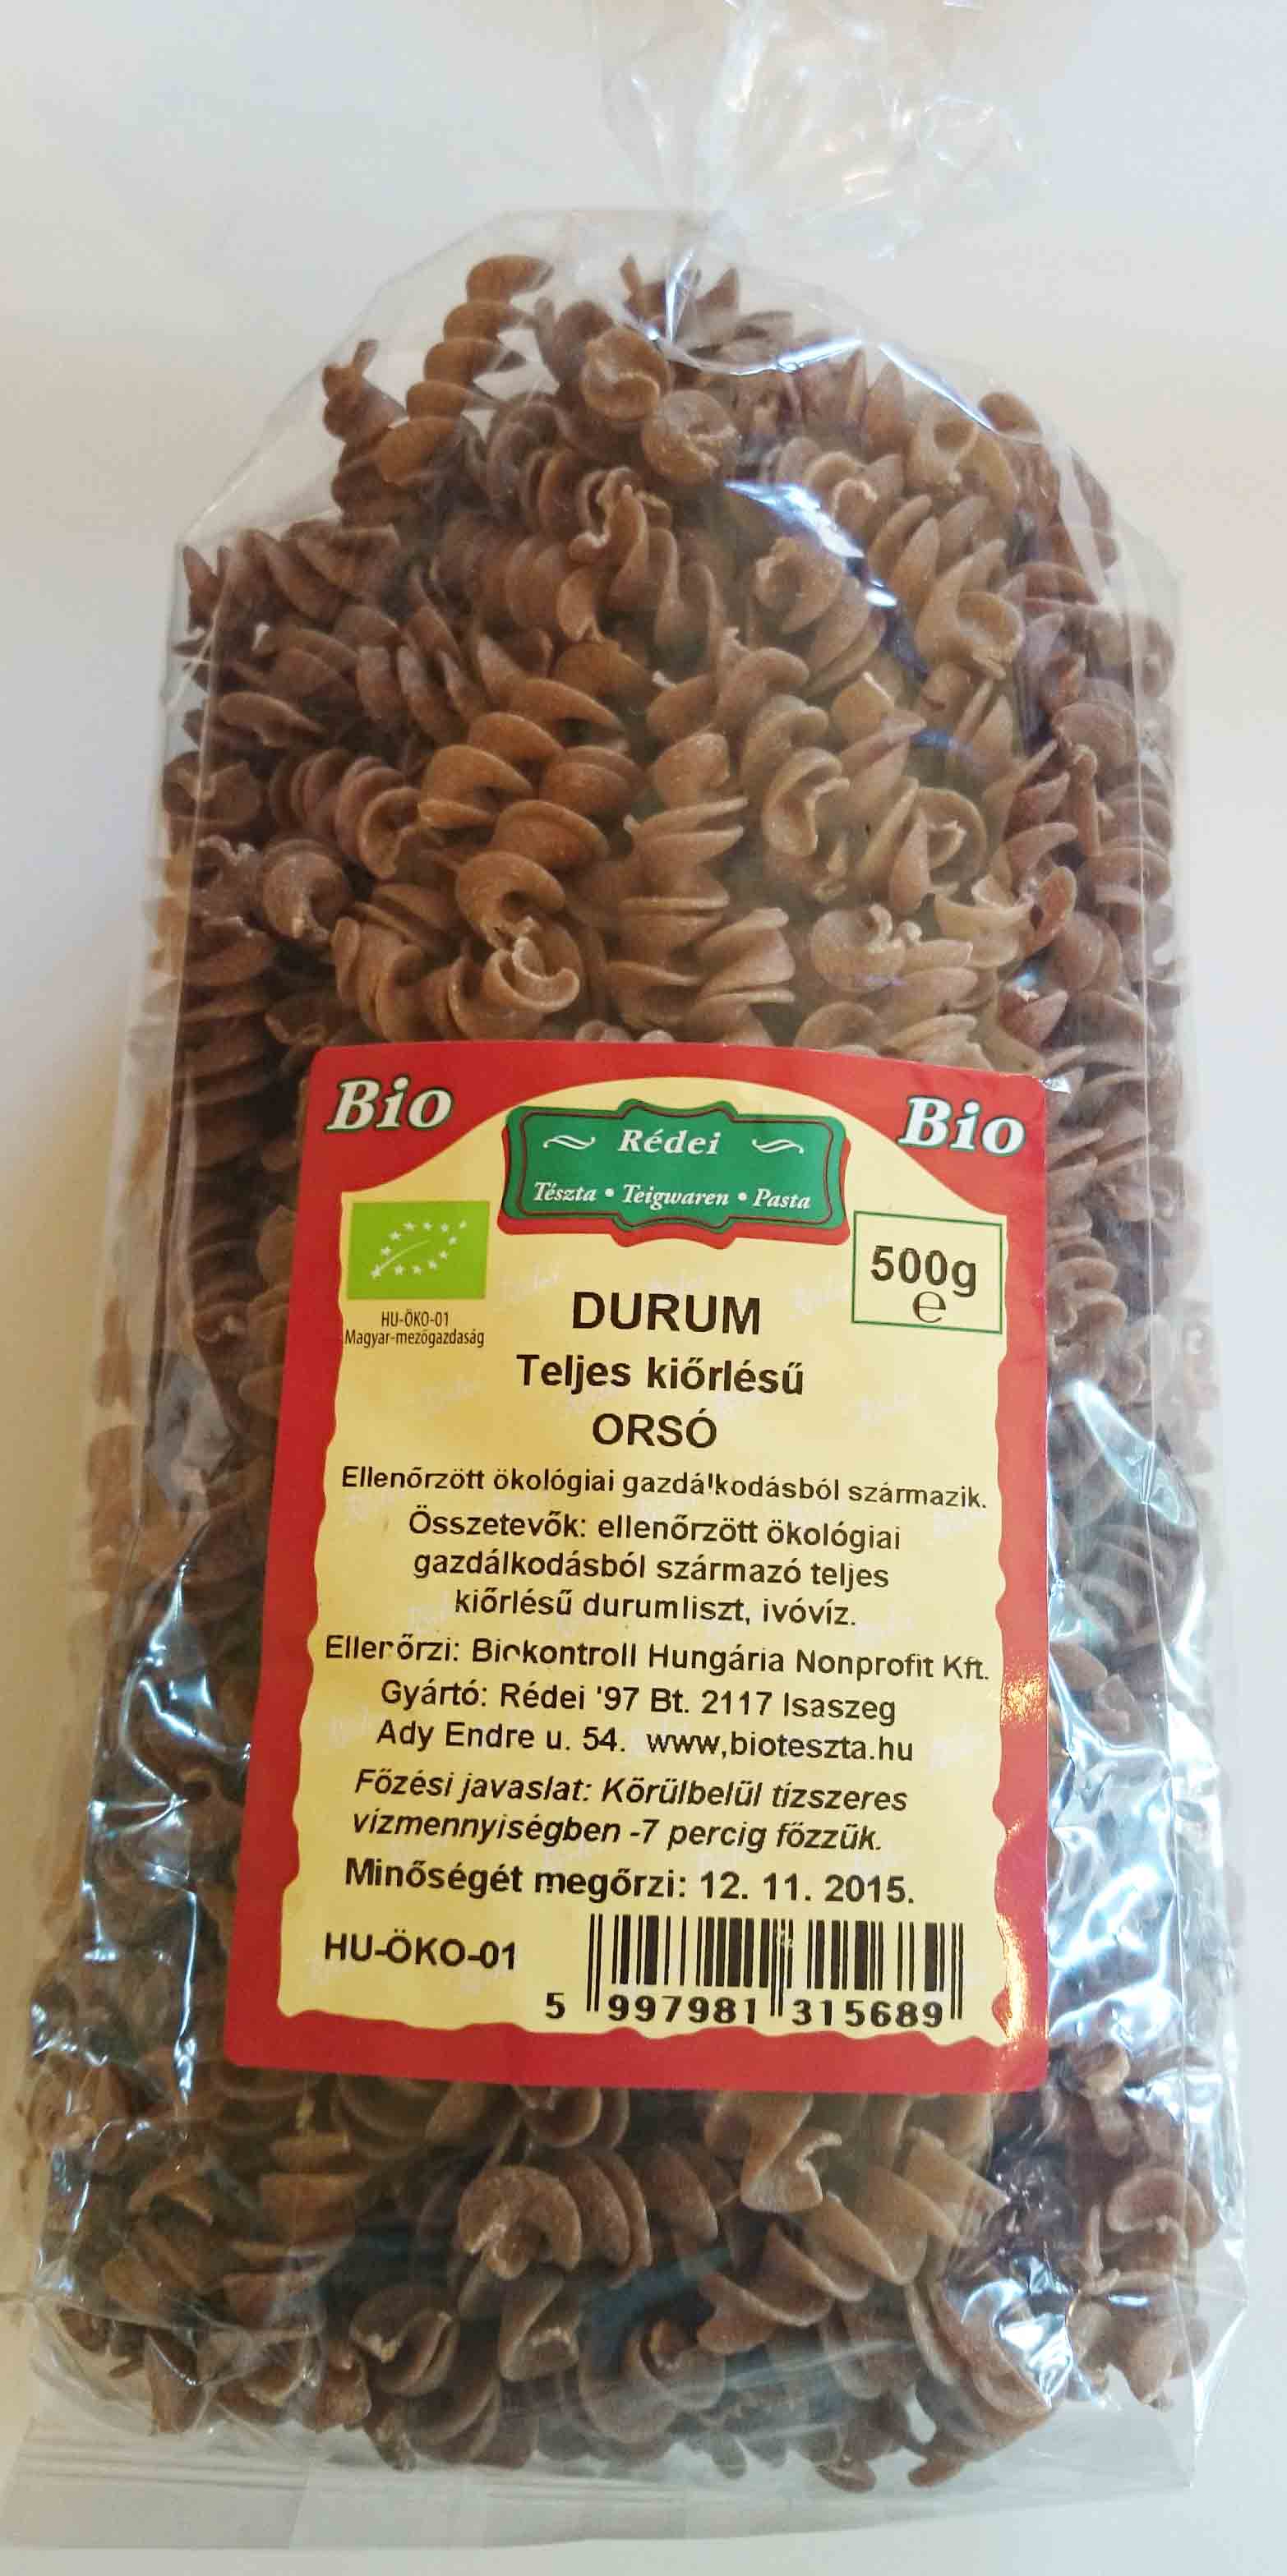 Bio
Bio
Rédei
Tészta • Teigwaren • Pasta
500g
e
HU-ÖKO-01
Magyar-mezőgazdaság
DURUM
Teljes kiőrlésű
ORSÓ
Ellenőrzött ökológiai gazdálkodásból származik.
Összetevők: ellenőrzött ökológiai
gazdálkodásból származó teljes
kiőrlésű durumliszt, ivóvíz.
Ellenőrzi: Biokontroll Hungária Nonprofit Kft.
Gyártó: Rédei '97 Bt. 2117 Isaszeg
Ady Endre u. 54. www,bioteszta.hu
Főzési javaslat: Körülbelül tízszeres
vízmennyiségben -7 percig főzzük.
Minőségét megőrzi: 12. 11. 2015.
HU-ÖKO-01
5 997981 315689